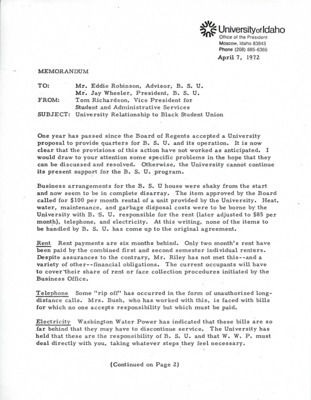 University of Idaho
Office of the President
Moscow, Idaho 83843
Phone (208) 885-6365
April 7, 1972
MEMORANDUM
TO: Mr. Eddie Robinson, Advisor, B. S. U.
Mr. Jay Wheeler, President, B. S. U.
FROM: Tom Richardson, Vice President for
Student and Administrative Services
SUBJECT: University Relationship to Black Student Union
One year has passed since the Board of Regents accepted a University
proposal to provide quarters for B. S. U. and its operation. It is now
clear that the provisions of this action have not worked as anticipated. I
would draw to your attention some specific problems in the hope that they
can be discussed and resolved. Otherwise, the University cannot continue
its present support for the B. S. U. program.
Business arrangements for the B. S. U house were shaky from the start
and now seem to be in complete disarray. The item approved by the Board
called for $100 per month rental of a unit provided by the University. Heat,
water, maintenance, and garbage disposal costs were to be borne by the
University with B. S. U. responsible for the rent (later adjusted to $85 per
month), telephone, and electricity. At this writing, none of the items to
be handled by B. S. U. has come up to the original agreement.
Rent Rent payments are six months behind. Only two month's rent have
been paid by the combined first and second semester individual renters.
Despite assurances to the contrary, Mr. Riley has not met this--and a
variety of other--financial obligations. The current occupants will have
to cover their share of rent or face collection procedures initiated by the
Business Office.
Telephone Some "rip off" has occurred in the form of unauthorised long-
distance calls. Mrs. Bush, who has worked with this, is faced with bills
for which no one accepts responsibility but which must be paid.
Electricity Washington Water Power has indicated that these bills are so
far behind that they may have to discontinue service. The University has
held that these are the responsibility of B. S. U. and that W. W. P. must
deal directly with you, taking whatever steps they feel necessary.
(Continued on Page 2)